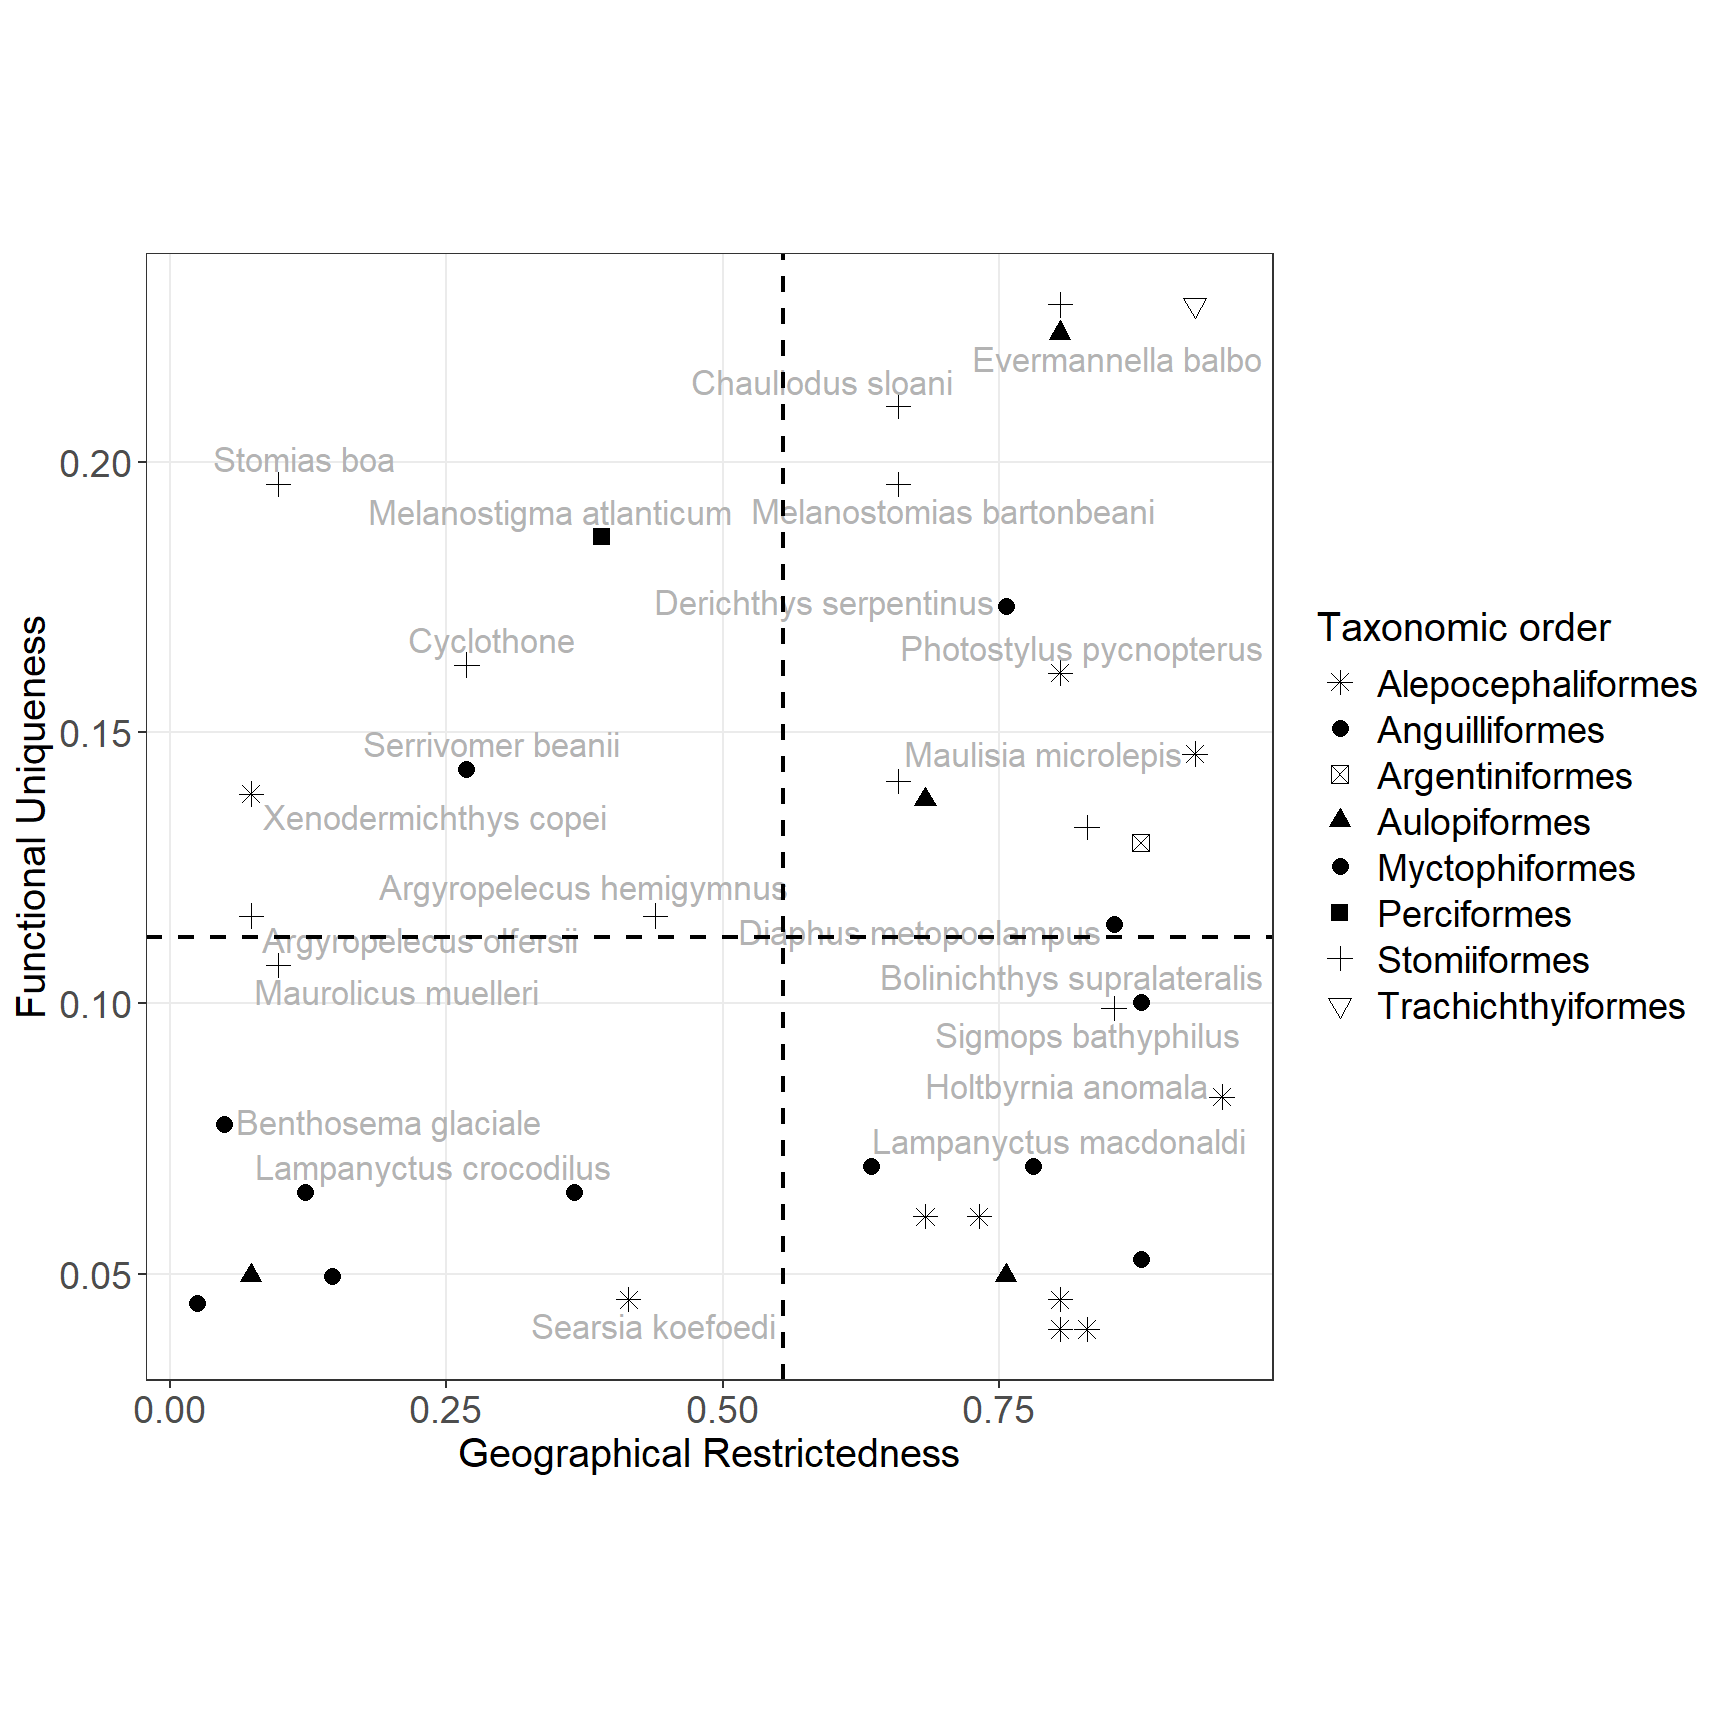 Evermannella balbo
Chauliodus sloani
Stomias boa
Melanostigma atlanticum
Melanostomias bartonbeani
Derichthys serpentinus
Cyclothone
Photostylus pycnopterus
Serrivomer beanii
Maulisia microlepis
Xenodermichthys copei
Argyropelecus hemigymnus
Argyropelecus olfersii
Diaphus metopoclampus
Maurolicus muelleri
Bolinichthys supralateralis
Sigmops bathyphilus
Holtbyrnia anomala
Benthosema glaciale
Lampanyctus macdonaldi
Lampanyctus crocodilus
Searsia koefoedi
0.20
0.15
0.10
0.05
Functional Uniqueness
0.00
0.25
0.50
0.75
Geographical Restrictedness
Taxonomic order
Alepocephaliformes
Anguilliformes
Argentiniformes
Aulopiformes
Myctophiformes
Perciformes
Stomiiformes
Trachichthyiformes